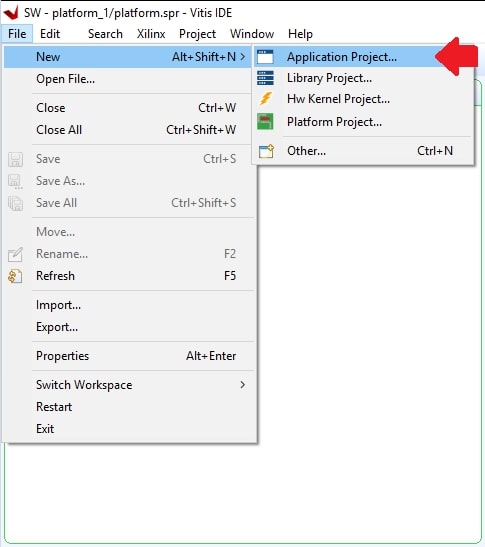 SW - platform_1/platform.spr - Vitis IDE
File Edit Search Xilinx Project Window Help
New Alt+Shift+N > Application Project...
Open File... Library Project...
Hw Kernel Project...
Close Ctrl+W Platform Project...
Close All Ctrl+Shift+W
Other... Ctrl+N
Save Ctrl+S
Save As...
Save All Ctrl+Shift+S
Move...
Rename... F2
Refresh F5
Import...
Export...
Properties Alt+Enter
Switch Workspace >
Restart
Exit